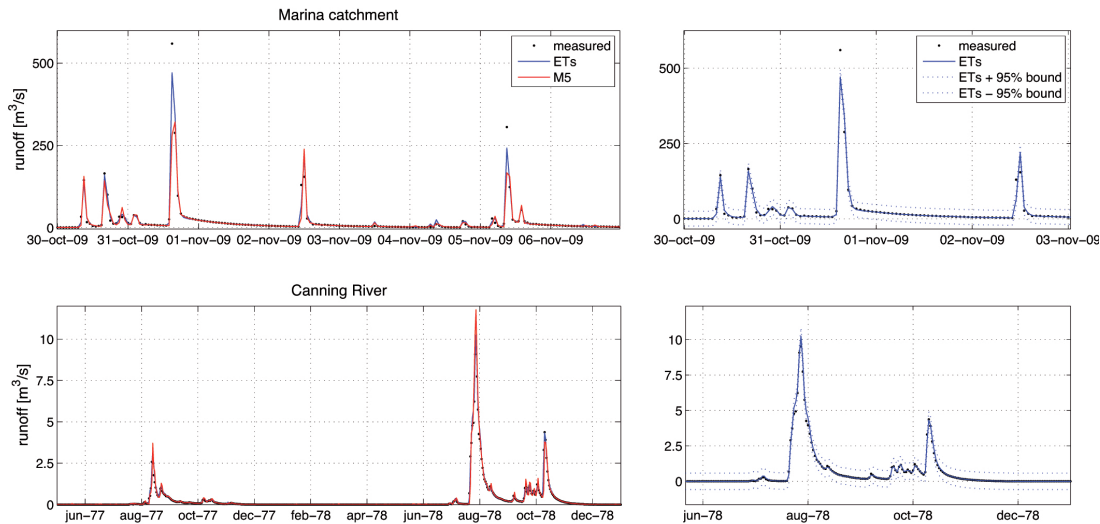 Marina catchment
measured
ETs
M5
500
250
0
runoff [m³/s]
30-oct-09 31-oct-09 01-nov-09 02-nov-09 03-nov-09 04-nov-09 05-nov-09 06-nov-09
measured
ETs
ETs + 95% bound
ETs − 95% bound
500
250
0
30-oct-09 31-oct-09 01-nov-09 02-nov-09 03-nov-09
Canning River
10
7.5
5
2.5
0
runoff [m³/s]
jun-77 aug-77 oct-77 dec-77 feb-78 apr-78 jun-78 aug-78 oct-78 dec-78
10
7.5
5
2.5
0
jun-78 aug-78 oct-78 dec-78